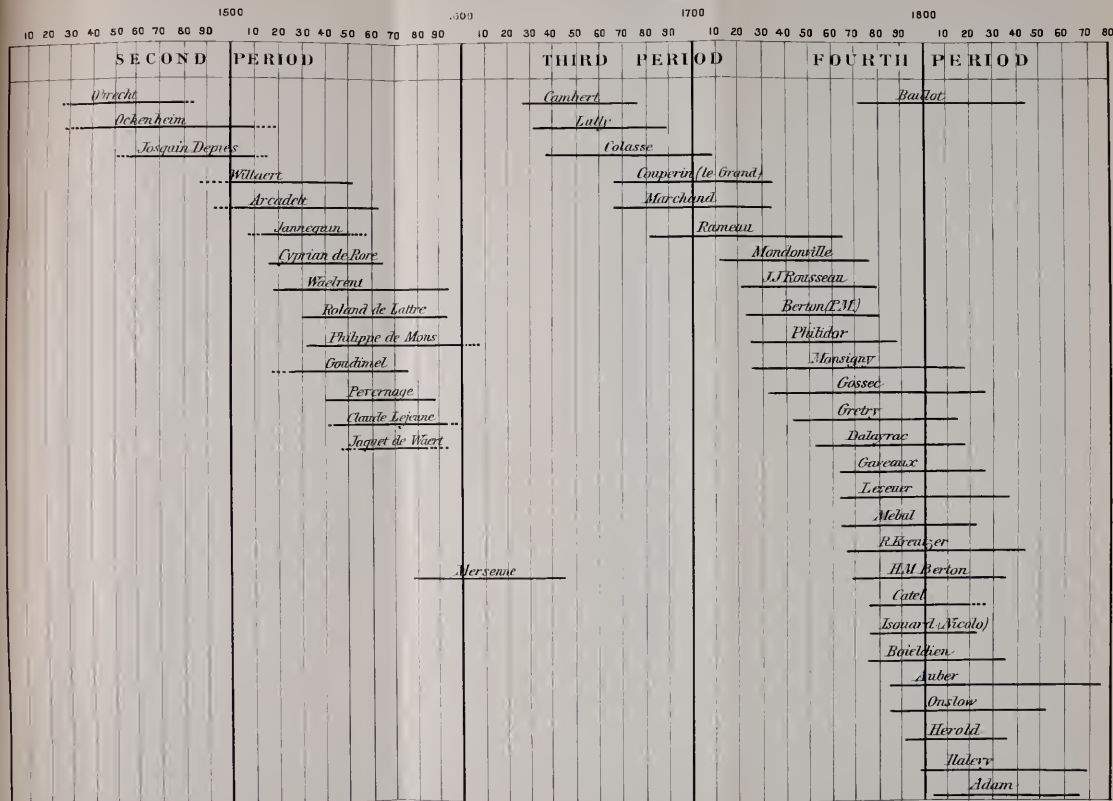 1500 1600 1700 1800
10 20 30 40 50 60 70 80 90 10 20 30 40 50 60 70 80 90 10 20 30 40 50 60 70 80 90 10 20 30 40 50 60 70 80 90 10 20 30 40 50 60 70 80
SECOND PERIOD THIRD PERIOD FOURTH PERIOD
Obrecht Cambert Baillot
Ockenheim Lully
Josquin Depres Colasse
Willaert Couperin (le Grand)
Arcadelt Marchand
Jannequin Rameau
Cyprian de Rore Mondonville
Waelrent J.J Rousseau
Roland de Lattre Berton (P.M.)
Philippe de Mons Philidor
Goudimel Monsigny
Pevernage Gossec
Claude Lejeune Gretry
Jaquet de Waert Dalayrac
Gaveaux
Lesueur
Mehul
R. Kreutzer
Mersenne H.M Berton
Catel
Isouard (Nicolo)
Boieldieu
Auber
Onslow
Herold
Halevy
Adam